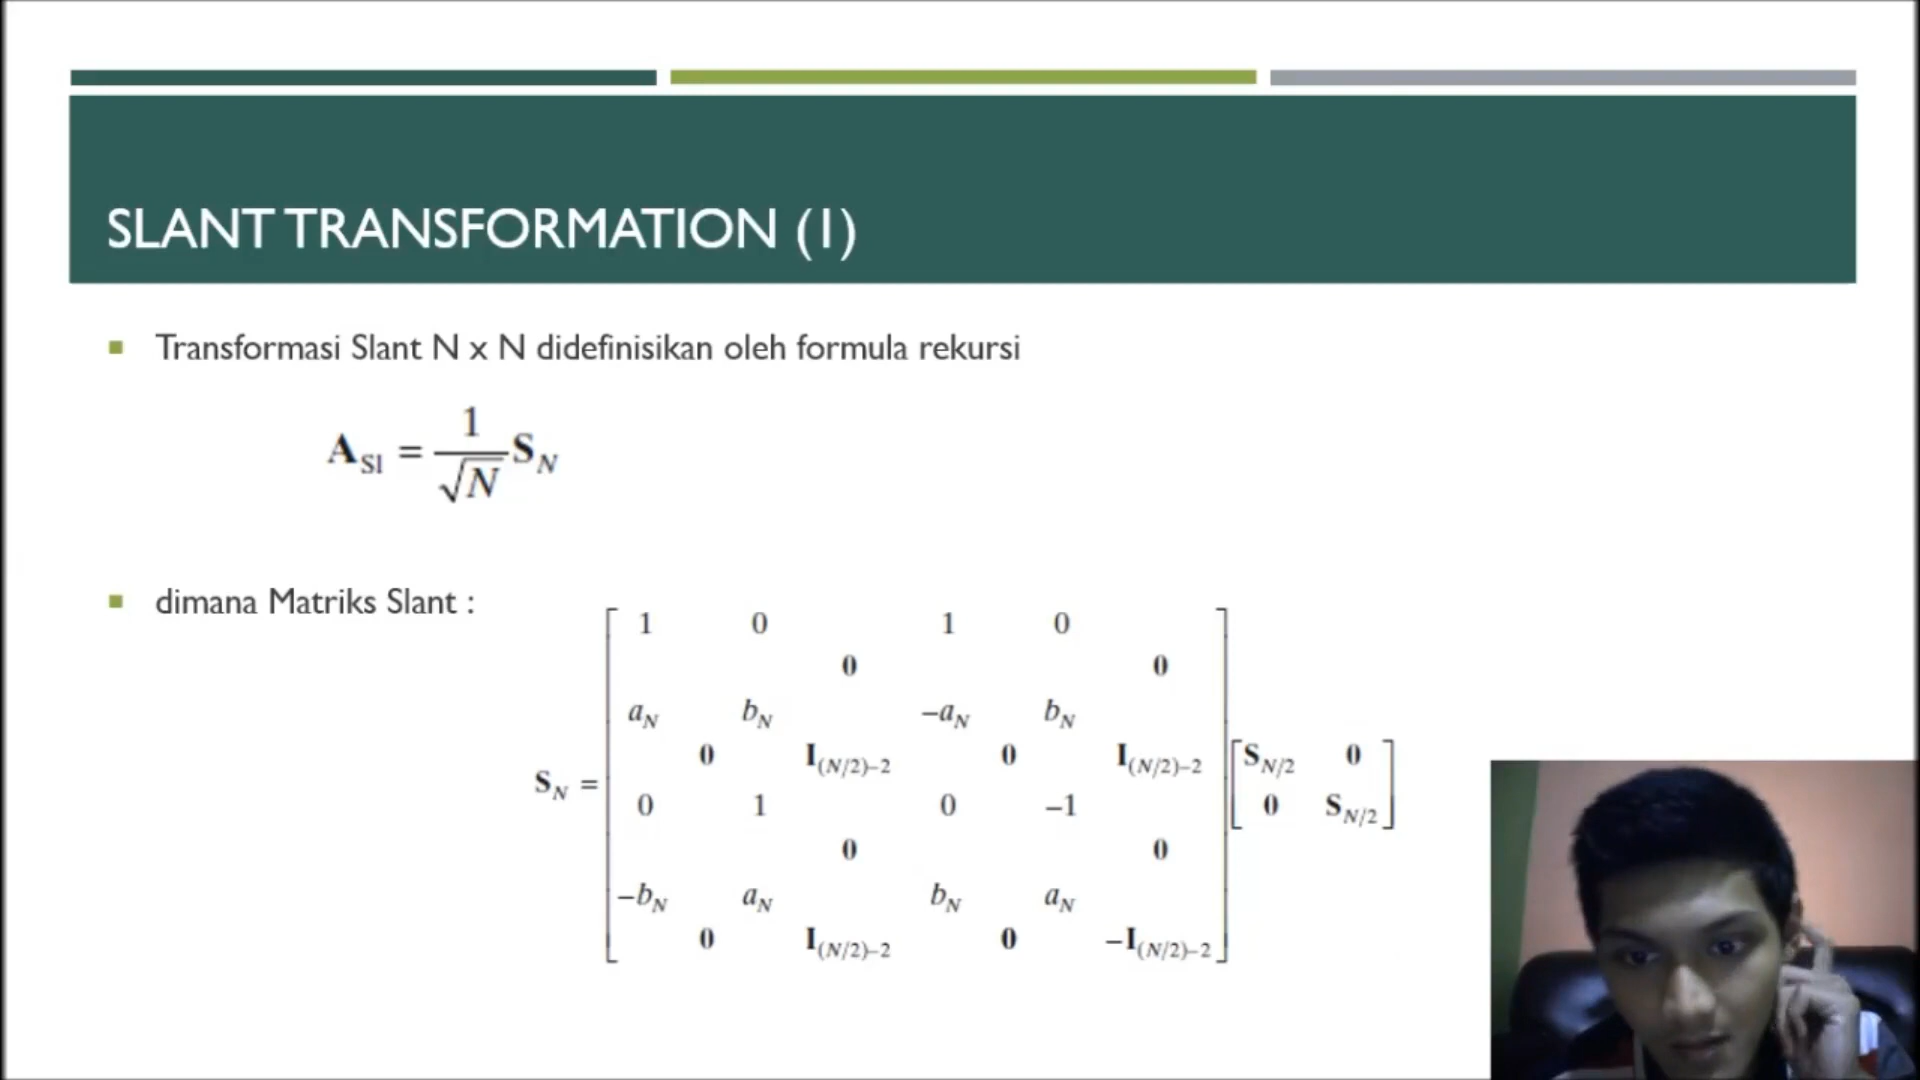 SLANT TRANSFORMATION (1)
Transformasi Slant N x N didefinisikan oleh formula rekursi
A_Sl = 1/√N S_N
dimana Matriks Slant :
1 0 1 0
0 0
a_N b_N −a_N b_N
0 I_(N/2)−2 0 I_(N/2)−2
S_N = [ ] [ S_N/2 0
0 S_N/2 ]
0 1 0 −1
0 0
−b_N a_N b_N a_N
0 I_(N/2)−2 0 −I_(N/2)−2